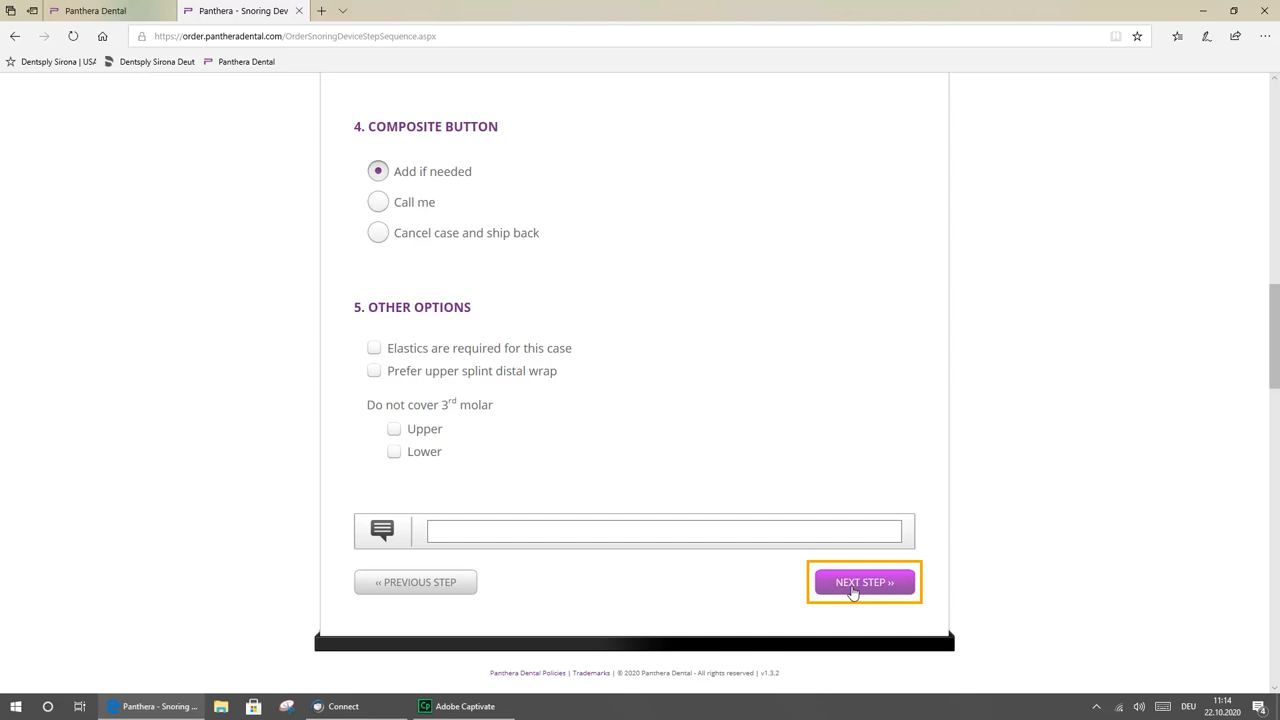 Panthera Dental
Panthera - Snoring Dev
https://order.pantheradental.com/OrderSnoringDeviceStepSequence.aspx
Dentsply Sirona | USA
Dentsply Sirona Deut
Panthera Dental
4. COMPOSITE BUTTON
Add if needed
Call me
Cancel case and ship back
5. OTHER OPTIONS
Elastics are required for this case
Prefer upper splint distal wrap
Do not cover 3rd molar
Upper
Lower
‹‹ PREVIOUS STEP
NEXT STEP ››
Panthera Dental Policies | Trademarks | © 2020 Panthera Dental - All rights reserved | v1.3.2
Panthera - Snoring ...
Connect
Cp Adobe Captivate
DEU
11:14
22.10.2020
4